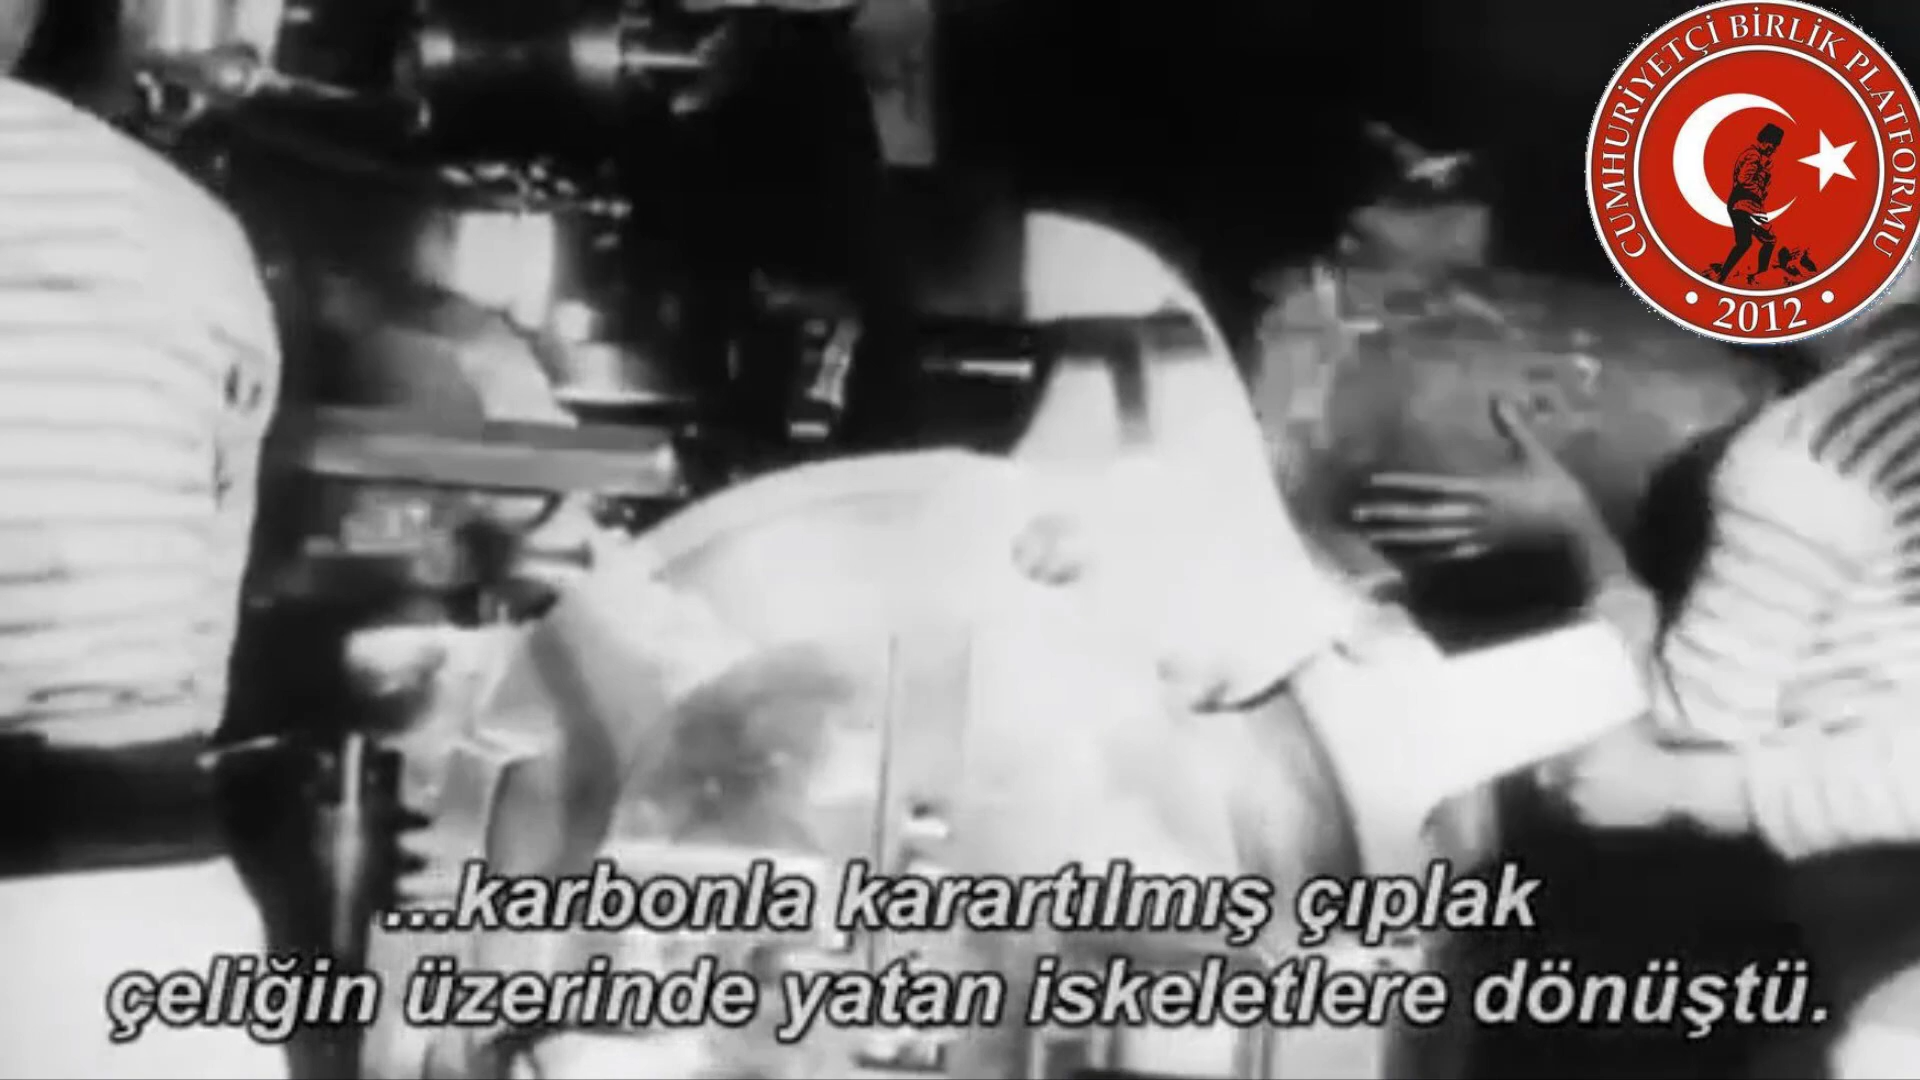 CUMHURİYETÇİ BİRLİK PLATFORMU
2012
...karbonla karartılmış çıplak
çeliğin üzerinde yatan iskeletlere dönüştü.